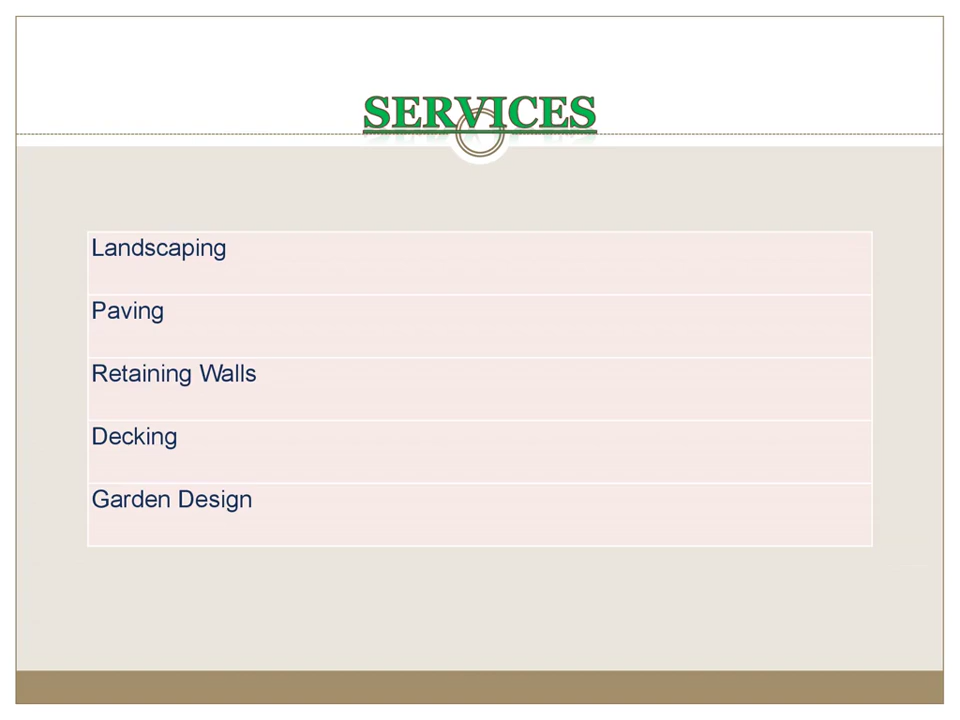 SERVICES
Landscaping
Paving
Retaining Walls
Decking
Garden Design